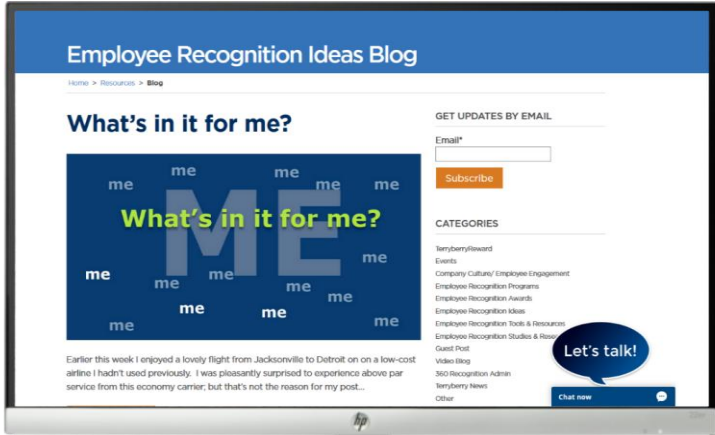 Employee Recognition Ideas Blog
Home > Resources > Blog
What's in it for me?
me
me
me
me
me
ME
What's in it for me?
me
me
me
me
me
me
me
me
me
me
Earlier this week I enjoyed a lovely flight from Jacksonville to Detroit on on a low-cost
airline I hadn't used previously. I was pleasantly surprised to experience above par
service from this economy carrier; but that's not the reason for my post...
GET UPDATES BY EMAIL
Email*
Subscribe
CATEGORIES
TerryberryReward
Events
Company Culture/ Employee Engagement
Employee Recognition Programs
Employee Recognition Awards
Employee Recognition Ideas
Employee Recognition Tools & Resources
Employee Recognition Studies &
Guest Post
Video Blog
360 Recognition Admin
Terryberry News
Other
Let's talk!
Chat now
hp